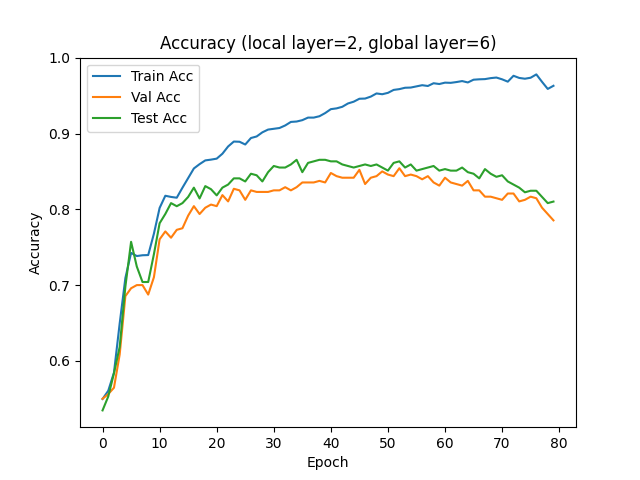 Accuracy (local layer=2, global layer=6)
Train Acc
Val Acc
Test Acc
1.0
0.9
0.8
0.7
0.6
Accuracy
0 10 20 30 40 50 60 70 80
Epoch